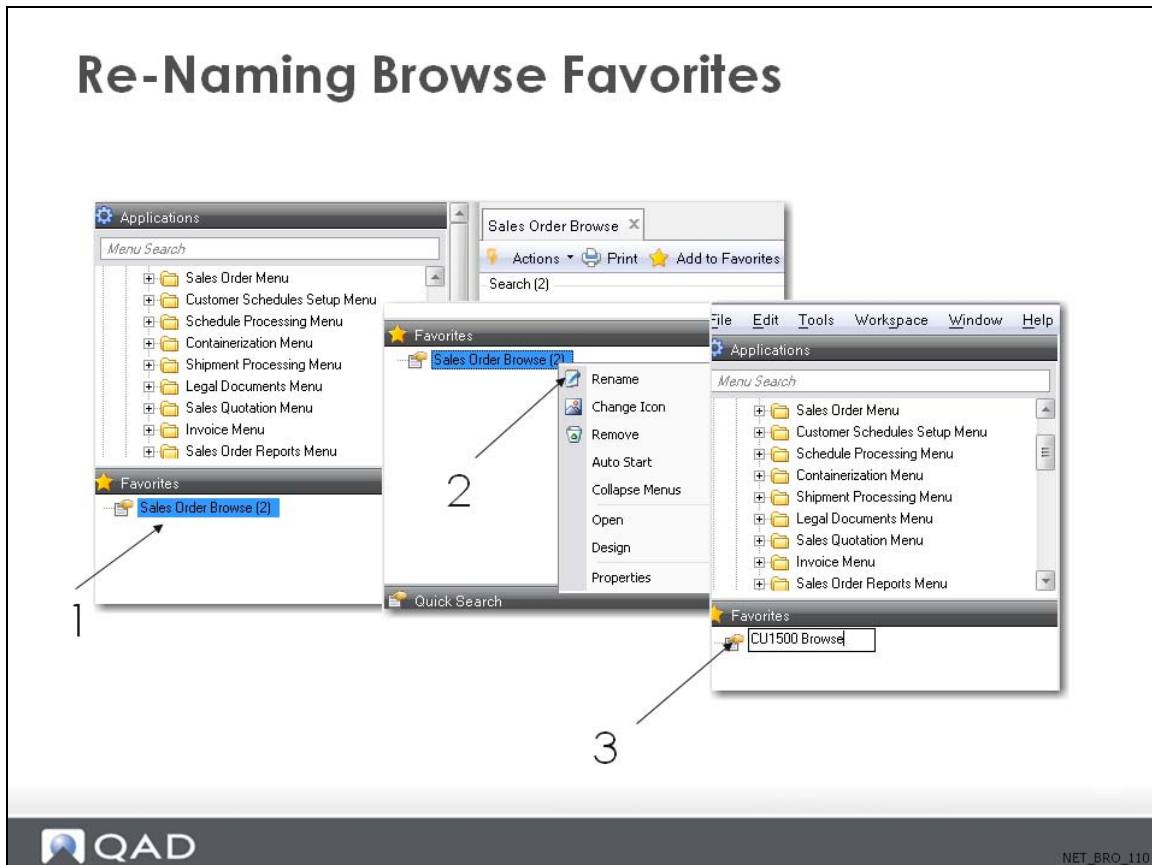 Re-Naming Browse Favorites
Applications
Menu Search
Sales Order Menu
Customer Schedules Setup Menu
Schedule Processing Menu
Containerization Menu
Shipment Processing Menu
Legal Documents Menu
Sales Quotation Menu
Invoice Menu
Sales Order Reports Menu
Favorites
Sales Order Browse (2)
1
Sales Order Browse X
Actions Print Add to Favorites
Search (2)
Favorites
Sales Order Browse (2)
Rename
Change Icon
Remove
Auto Start
Collapse Menus
Open
Design
Properties
Quick Search
2
File Edit Tools Workspace Window Help
Applications
Menu Search
Sales Order Menu
Customer Schedules Setup Menu
Schedule Processing Menu
Containerization Menu
Shipment Processing Menu
Legal Documents Menu
Sales Quotation Menu
Invoice Menu
Sales Order Reports Menu
Favorites
CU1500 Browse
3
QAD
NET_BRO_110